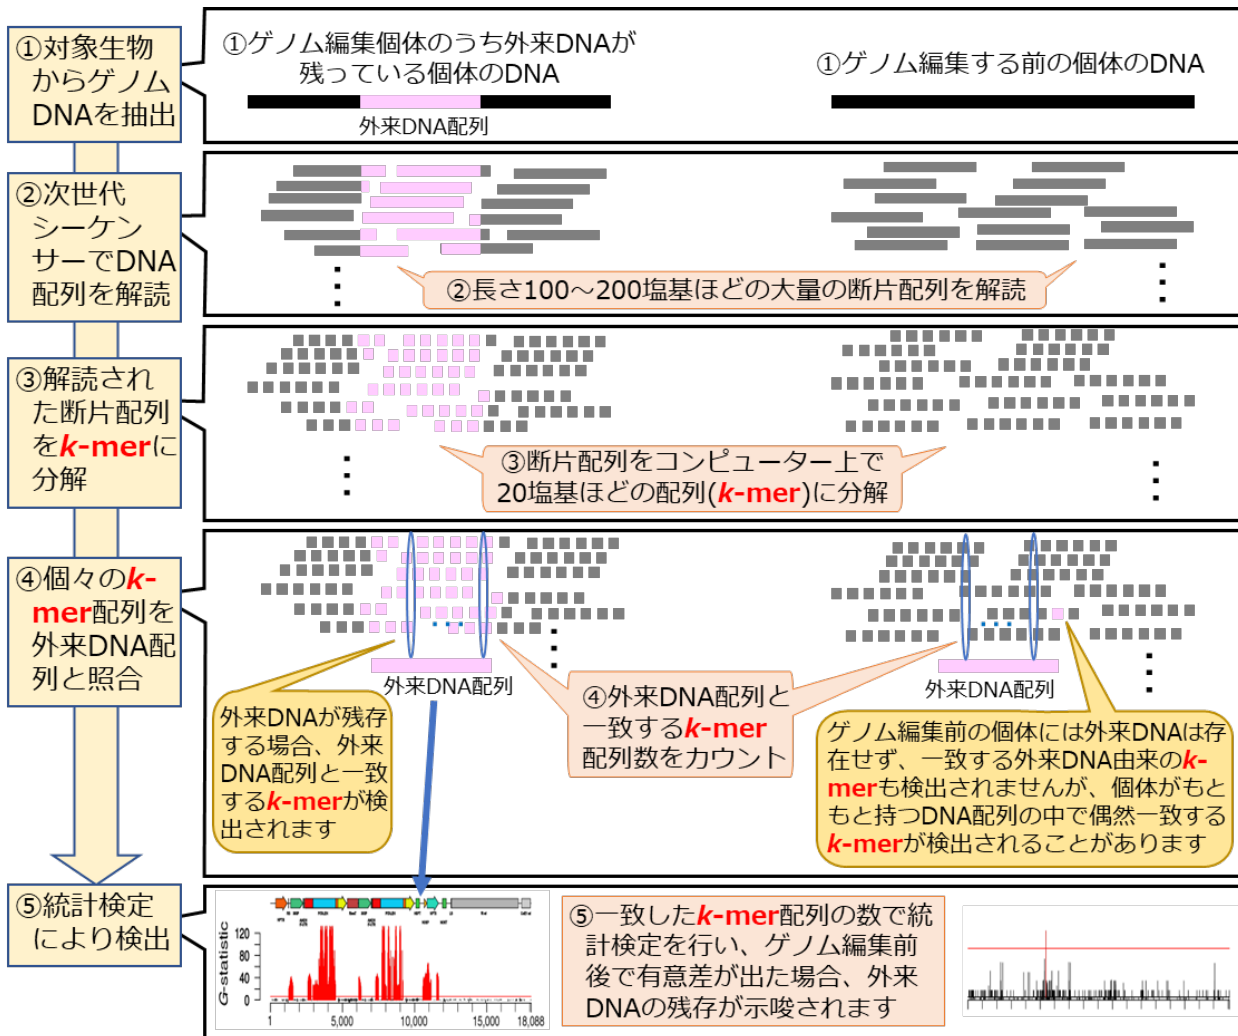 ①対象生物
からゲノム
DNAを抽出
①ゲノム編集個体のうち外来DNAが
残っている個体のDNA
外来DNA配列
①ゲノム編集する前の個体のDNA
②次世代
シーケン
サーでDNA
配列を解読
②長さ100～200塩基ほどの大量の断片配列を解読
③解読され
た断片配列
をk-merに
分解
③断片配列をコンピューター上で
20塩基ほどの配列(k-mer)に分解
④個々のk-
mer配列を
外来DNA配
列と照合
外来DNA配列
外来DNAが残存
する場合、外来
DNA配列と一致
するk-merが検
出されます
④外来DNA配列と
一致するk-mer
配列数をカウント
外来DNA配列
ゲノム編集前の個体には外来DNAは存
在せず、一致する外来DNA由来のk-
merも検出されませんが、個体がもと
もと持つDNA配列の中で偶然一致する
k-merが検出されることがあります
⑤統計検定
により検出
G-statistic
120
80
40
0
1
5,000
10,000
15,000
18,088
⑤一致したk-mer配列の数で統
計検定を行い、ゲノム編集前
後で有意差が出た場合、外来
DNAの残存が示唆されます